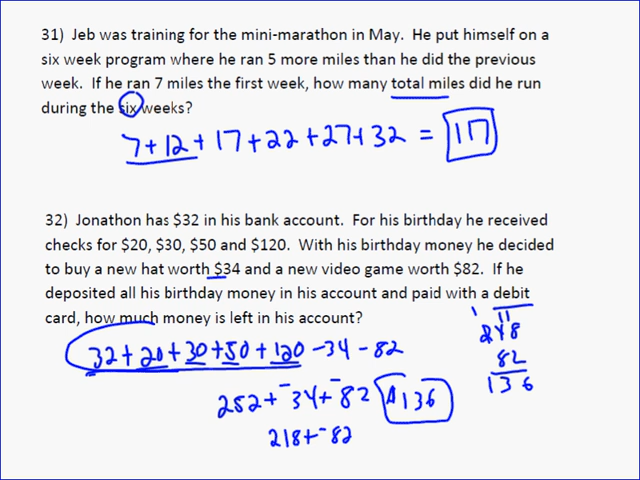 31) Jeb was training for the mini-marathon in May. He put himself on a
six week program where he ran 5 more miles than he did the previous
week. If he ran 7 miles the first week, how many total miles did he run
during the six weeks?
7+12+17+22+27+32 = 117
32) Jonathon has $32 in his bank account. For his birthday he received
checks for $20, $30, $50 and $120. With his birthday money he decided
to buy a new hat worth $34 and a new video game worth $82. If he
deposited all his birthday money in his account and paid with a debit
card, how much money is left in his account?
32+20+30+50+120-34-82
252+-34+-82 $136
218+-82
11
218
82
136